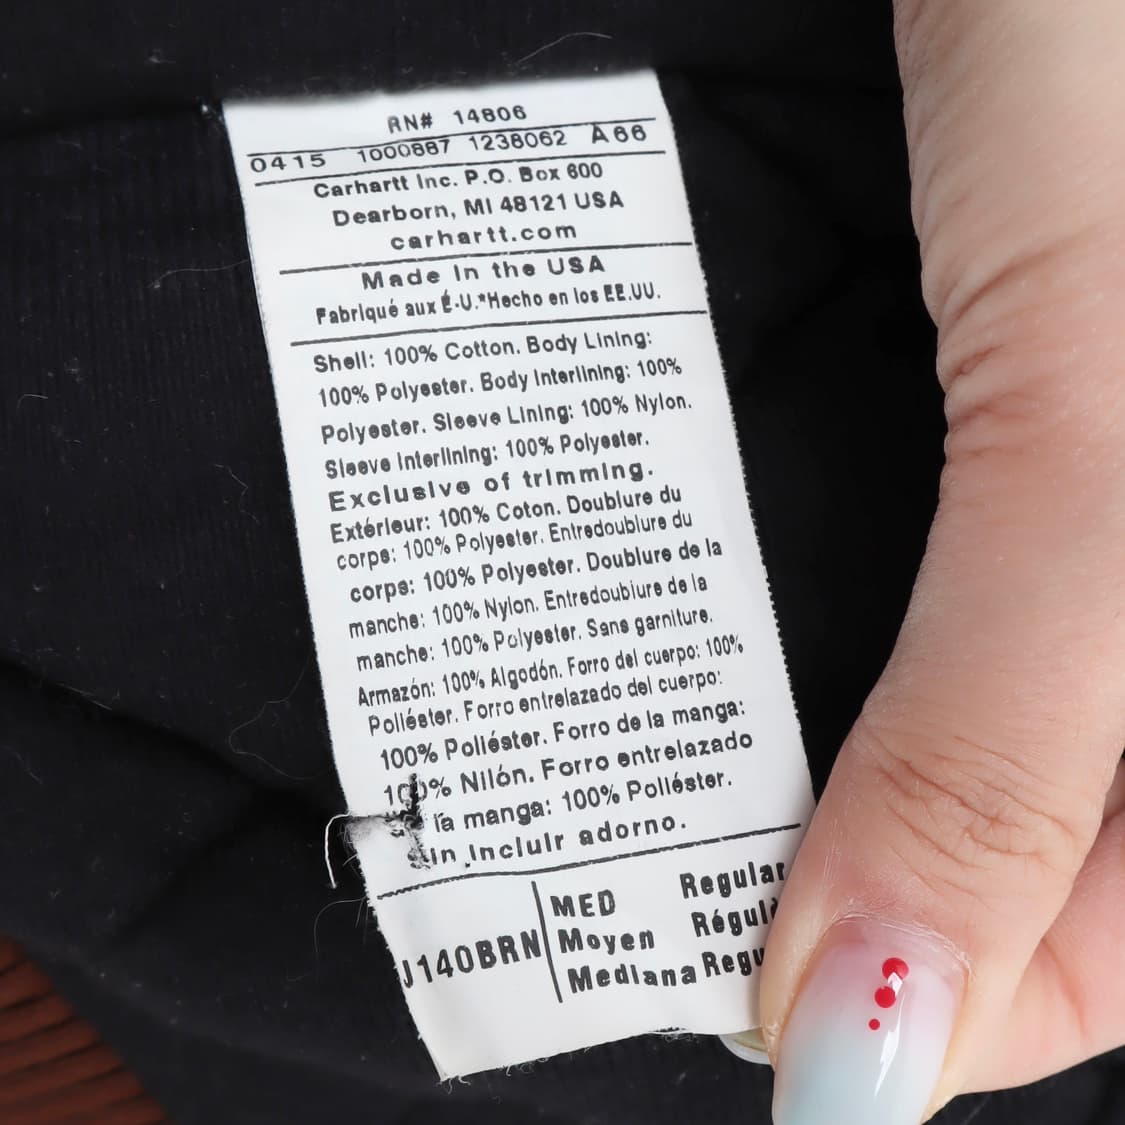 RN# 14806
0415 1000887 1238062 A66
Carhartt Inc. P.O. Box 600
Dearborn, MI 48121 USA
carhartt.com
Made in the USA
Fabriqué aux É-U.*Hecho en los EE.UU.
Shell: 100% Cotton. Body Lining:
100% Polyester. Body Interlining: 100%
Polyester. Sleeve Lining: 100% Nylon.
Sleeve Interlining: 100% Polyester.
Exclusive of trimming.
Extérieur: 100% Coton. Doublure du
corps: 100% Polyester. Entredoublure du
corps: 100% Polyester. Doublure de la
manche: 100% Nylon. Entredoublure de la
manche: 100% Polyester. Sans garniture.
Armazón: 100% Algodón. Forro del cuerpo: 100%
Poliéster. Forro entrelazado del cuerpo:
100% Poliéster. Forro de la manga:
100% Nilón. Forro entrelazado
la manga: 100% Poliéster.
Sin incluir adorno.
J140BRN MED Regular
Moyen
Mediana